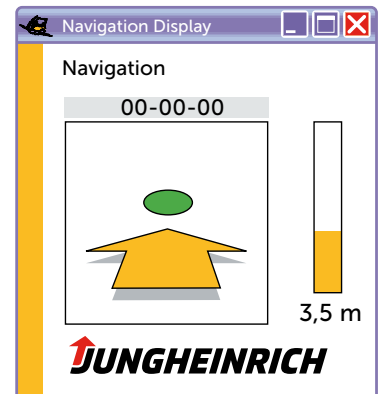 Navigation Display
Navigation
00-00-00
3,5 m
JUNGHEINRICH